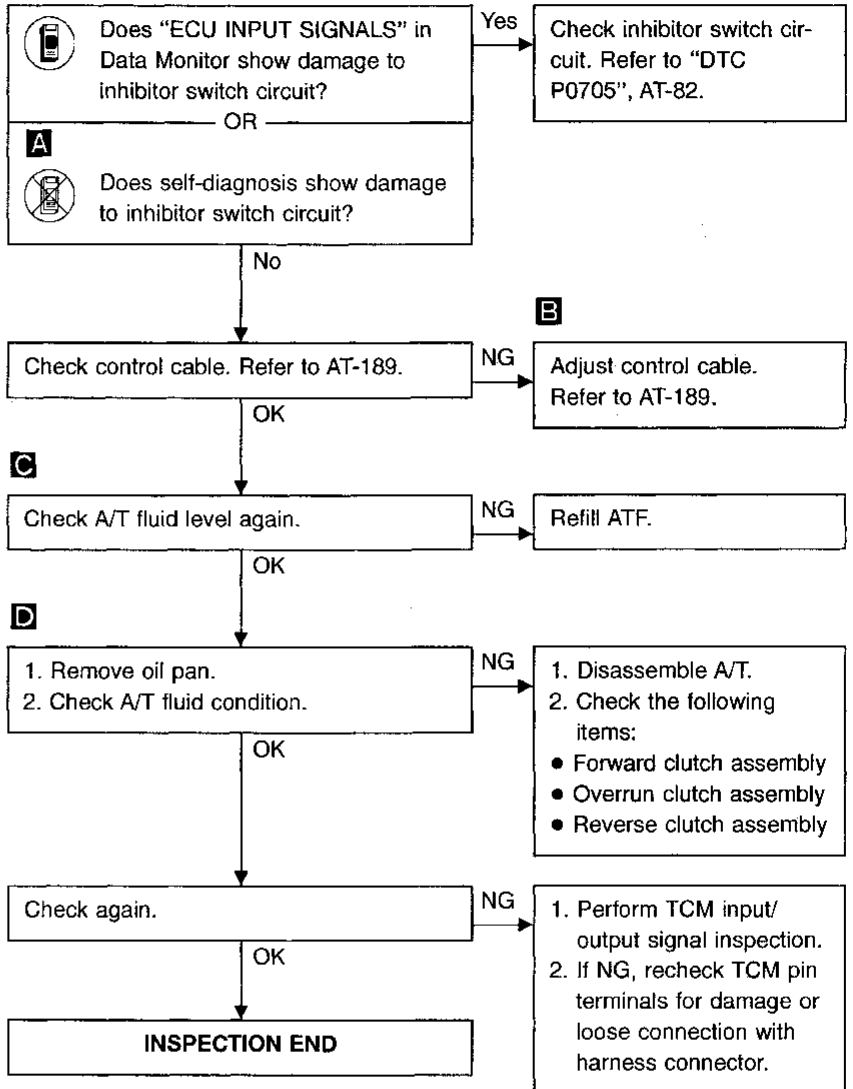 Does “ECU INPUT SIGNALS” in
Data Monitor show damage to
inhibitor switch circuit?
Yes
Check inhibitor switch cir-
cuit. Refer to “DTC
P0705”, AT-82.
OR
A
Does self-diagnosis show damage
to inhibitor switch circuit?
No
Check control cable. Refer to AT-189.
NG
B
Adjust control cable.
Refer to AT-189.
OK
C
Check A/T fluid level again.
NG
Refill ATF.
OK
D
1. Remove oil pan.
2. Check A/T fluid condition.
NG
1. Disassemble A/T.
2. Check the following
items:
● Forward clutch assembly
● Overrun clutch assembly
● Reverse clutch assembly
OK
Check again.
NG
1. Perform TCM input/
output signal inspection.
2. If NG, recheck TCM pin
terminals for damage or
loose connection with
harness connector.
OK
INSPECTION END